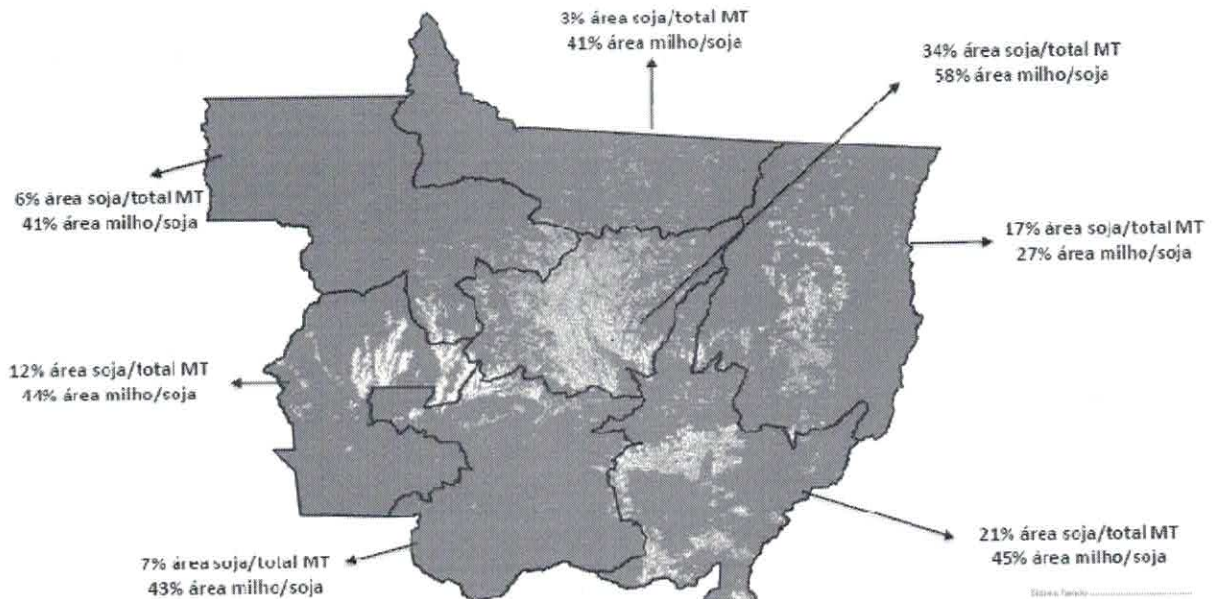 3% área soja/total MT
41% área milho/soja
34% área soja/total MT
58% área milho/soja
6% área soja/total MT
41% área milho/soja
17% área soja/total MT
27% área milho/soja
12% área soja/total MT
44% área milho/soja
7% área soja/total MT
43% área milho/soja
21% área soja/total MT
45% área milho/soja